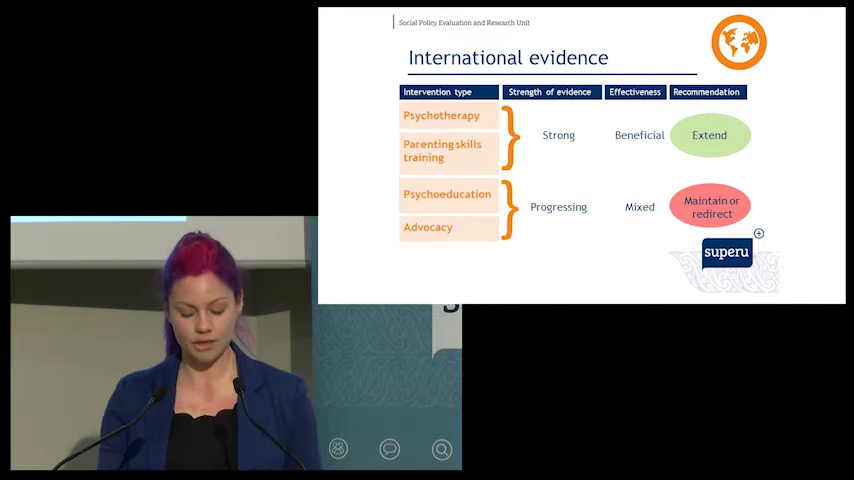 Social Policy Evaluation and Research Unit
International evidence
Intervention type Strength of evidence Effectiveness Recommendation
Psychotherapy
Parenting skills
training
Strong Beneficial Extend
Psychoeducation
Advocacy
Progressing Mixed Maintain or
redirect
superu
S